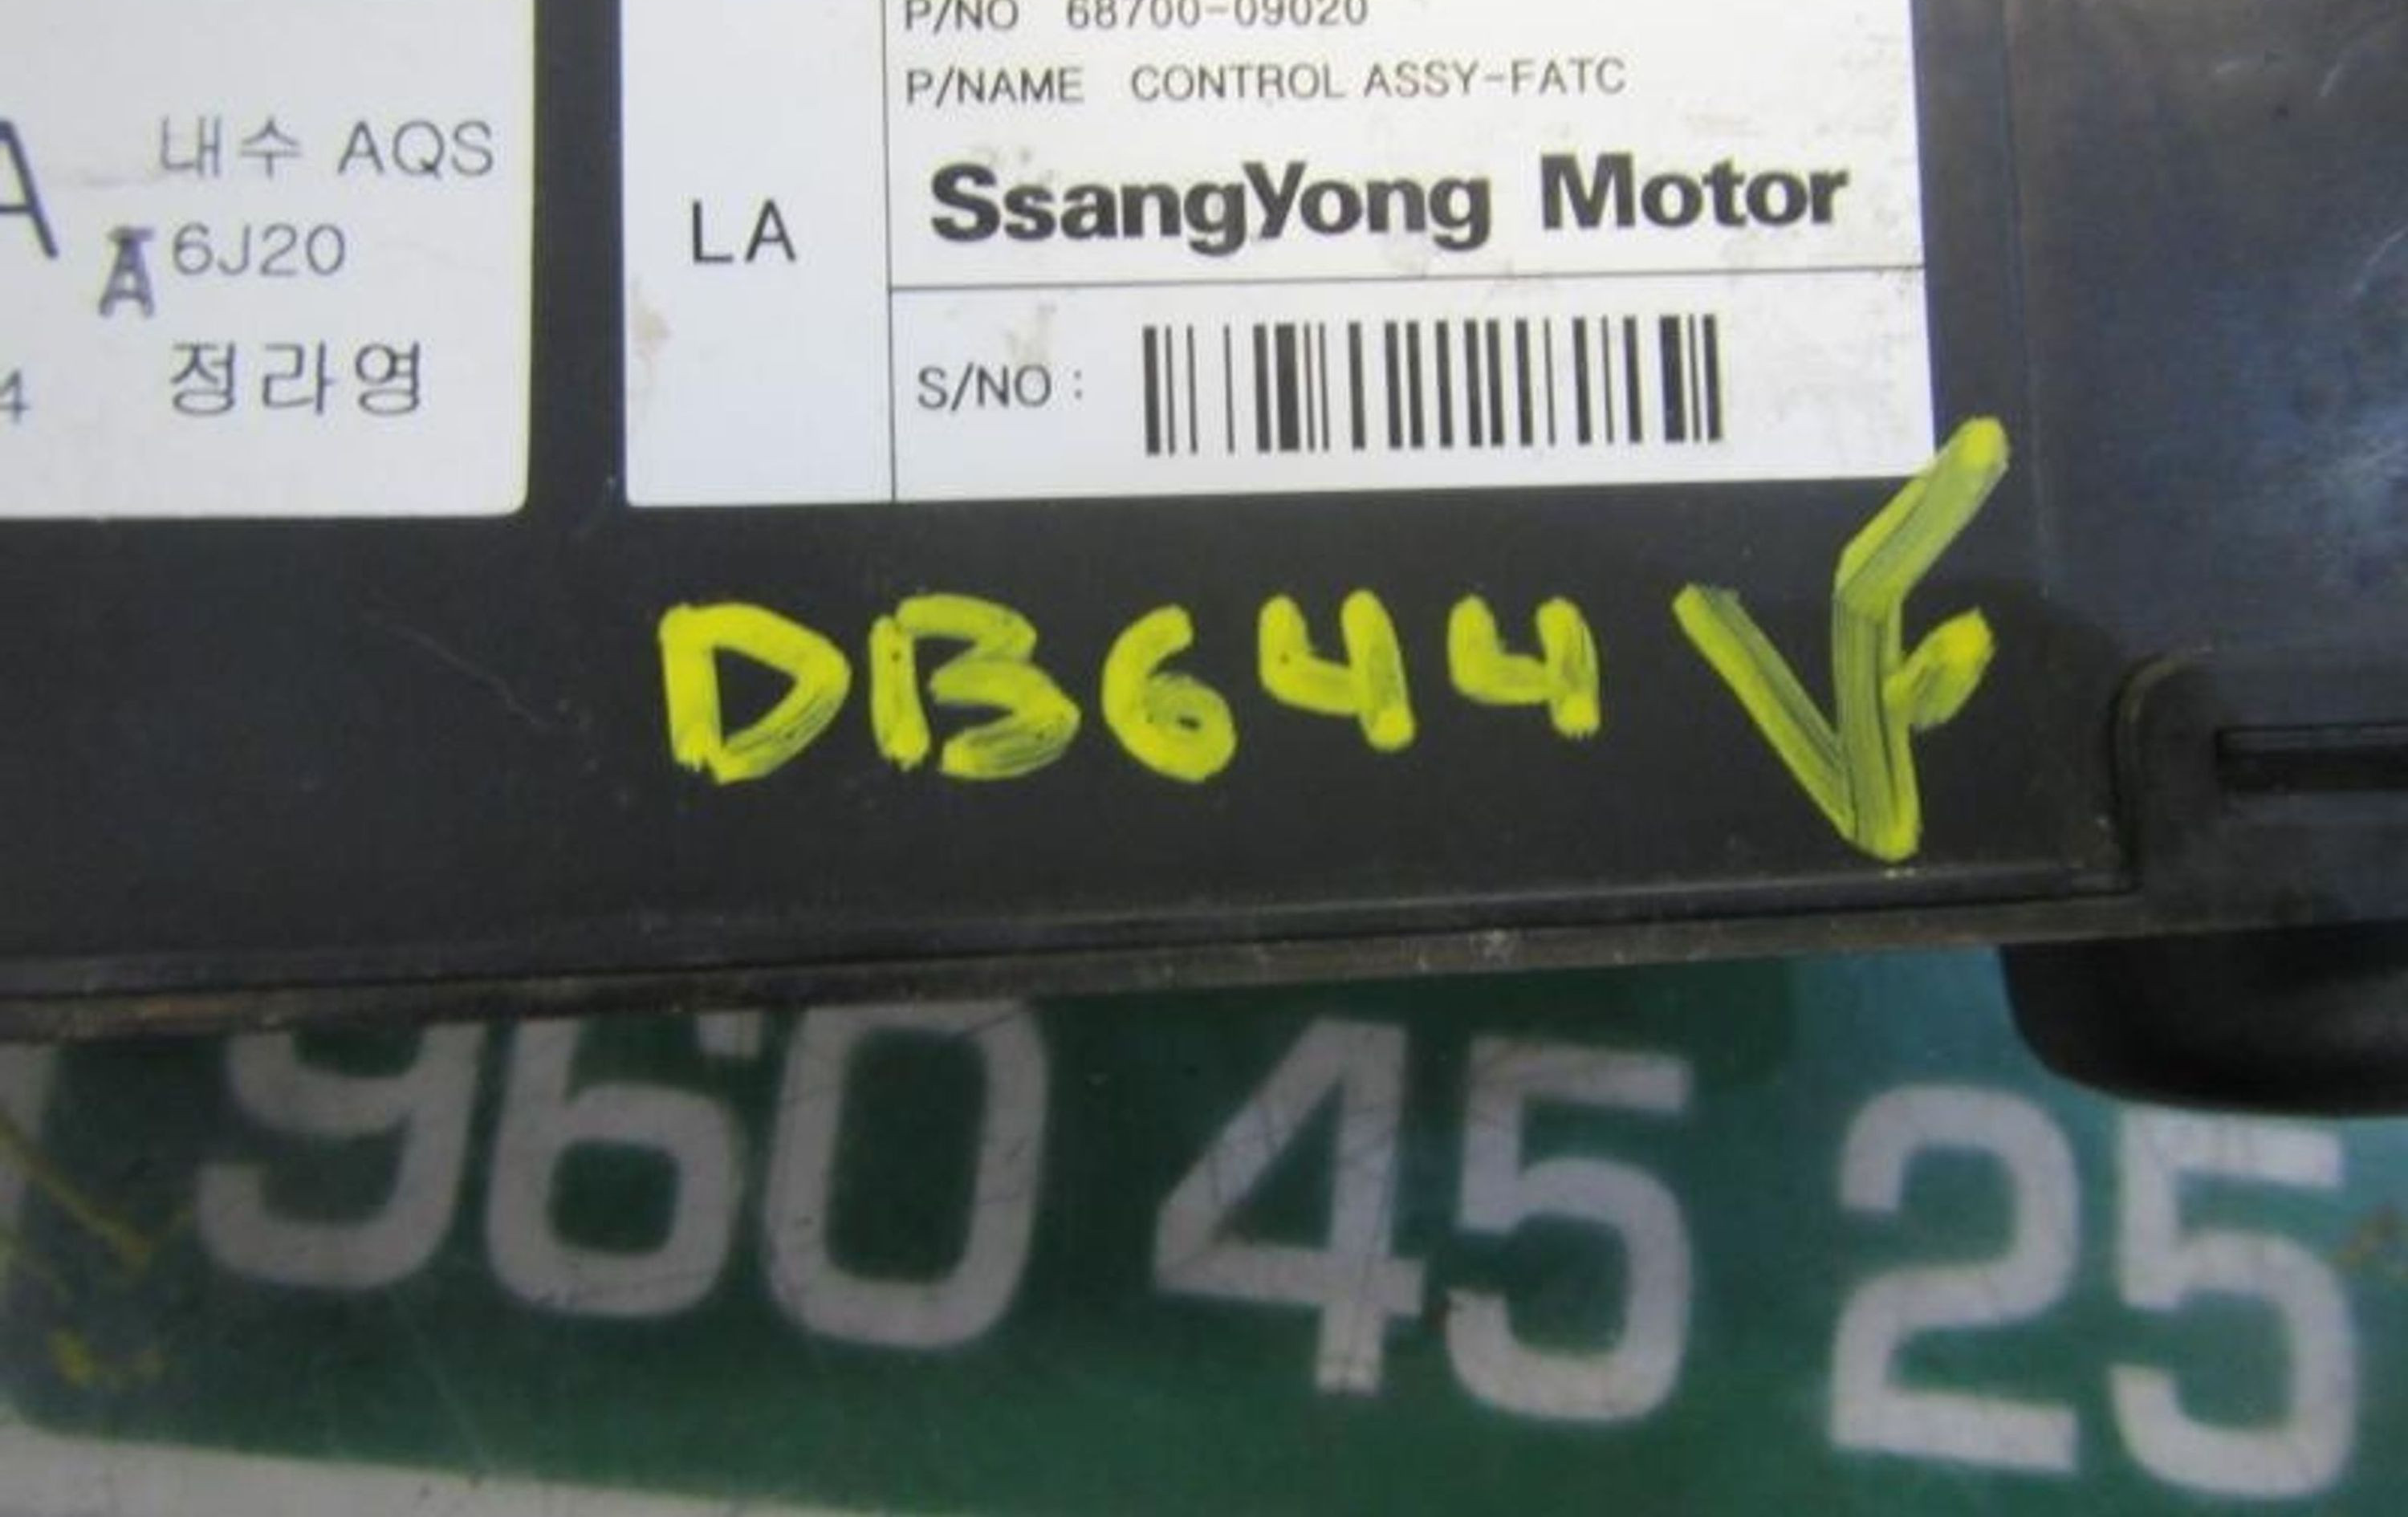 P/NO 68700-09020
P/NAME CONTROL ASSY-FATC
SsangYong Motor
LA
S/NO :
A 내수 AQS
A 6J20
4 정라영
DB644
960 45 25